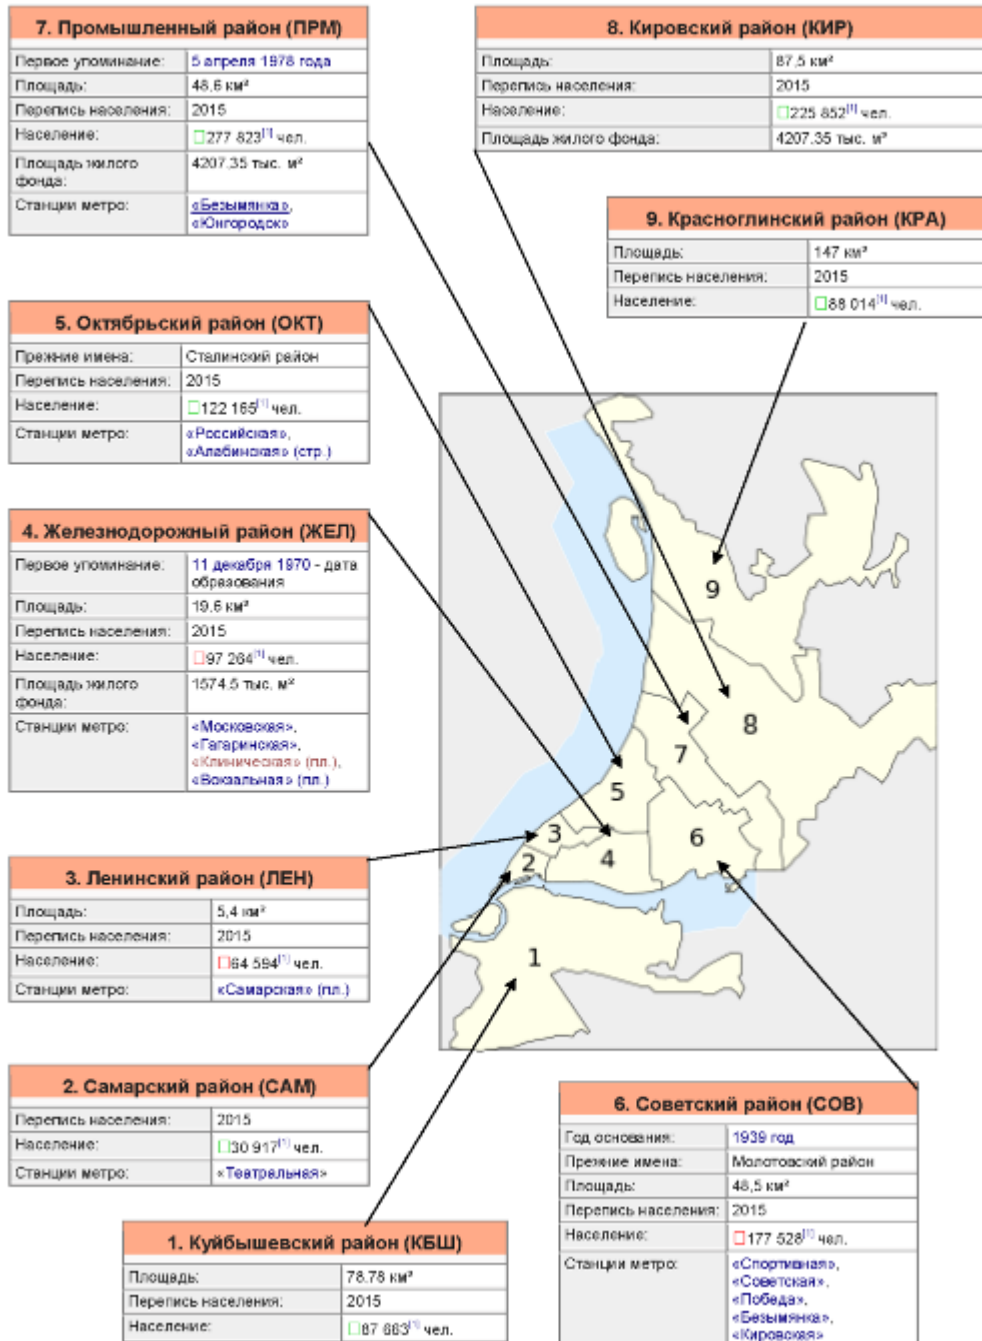 7. Промышленный район (ПРМ)
Первое упоминание: 5 апреля 1978 года
Площадь: 48,6 км²
Перепись населения: 2015
Население: 277 823[1] чел.
Площадь жилого
фонда: 4207,35 тыс. м²
Станции метро: «Безымянка»,
«Юнгородок»
8. Кировский район (КИР)
Площадь: 87,5 км²
Перепись населения: 2015
Население: 225 852[1] чел.
Площадь жилого фонда: 4207.35 тыс. м²
9. Красноглинский район (КРА)
Площадь: 147 км²
Перепись населения: 2015
Население: 88 014[1] чел.
5. Октябрьский район (ОКТ)
Прежние имена: Сталинский район
Перепись населения: 2015
Население: 122 165[1] чел.
Станции метро: «Российская»,
«Алабинская» (стр.)
4. Железнодорожный район (ЖЕЛ)
Первое упоминание: 11 декабря 1970 - дата
образования
Площадь: 19,6 км²
Перепись населения: 2015
Население: 97 264[1] чел.
Площадь жилого
фонда: 1574.5 тыс. м²
Станции метро: «Московская»,
«Гагаринская»,
«Клиническая» (пл.),
«Вокзальная» (пл.)
9
8
7
5
3
6
4
2
1
3. Ленинский район (ЛЕН)
Площадь: 5,4 км²
Перепись населения: 2015
Население: 64 594[1] чел.
Станции метро: «Самарская» (пл.)
2. Самарский район (САМ)
Перепись населения: 2015
Население: 30 917[1] чел.
Станции метро: «Театральная»
6. Советский район (СОВ)
Год основания: 1939 год
Прежние имена: Молотовский район
Площадь: 48,5 км²
Перепись населения: 2015
Население: 177 528[1] чел.
Станции метро: «Спортивная»,
«Советская»,
«Победа»,
«Безымянка»,
«Кировская»
1. Куйбышевский район (КБШ)
Площадь: 78.78 км²
Перепись населения: 2015
Население: 87 663[1] чел.